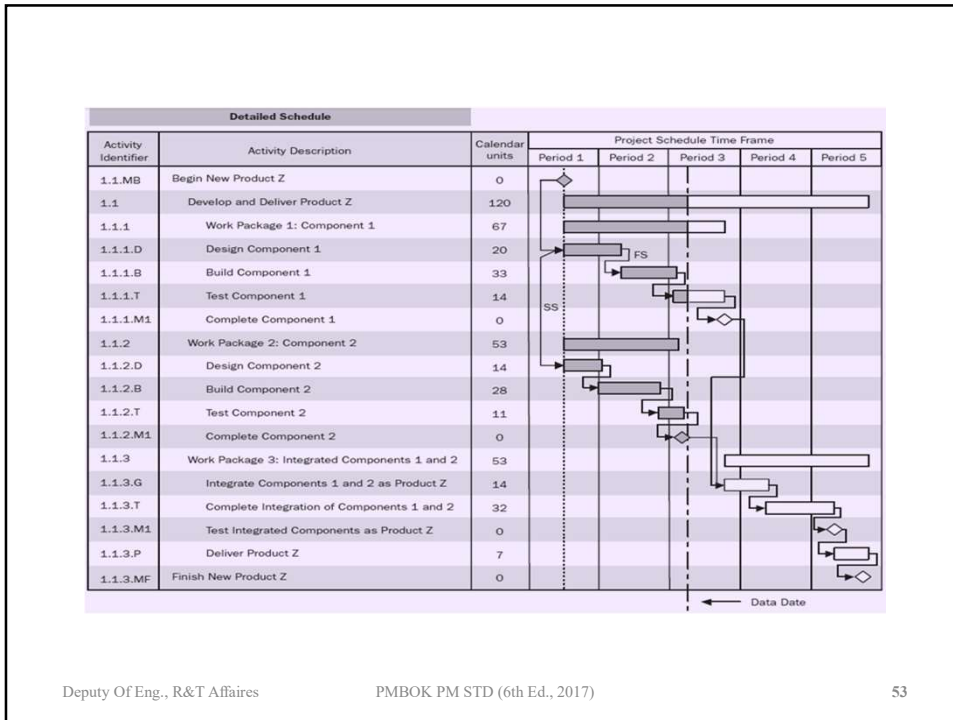 Detailed Schedule
Activity Identifier Activity Description Calendar units Project Schedule Time Frame
Period 1 Period 2 Period 3 Period 4 Period 5
1.1.MB Begin New Product Z 0
1.1 Develop and Deliver Product Z 120
1.1.1 Work Package 1: Component 1 67
1.1.1.D Design Component 1 20
FS
1.1.1.B Build Component 1 33
1.1.1.T Test Component 1 14
SS
1.1.1.M1 Complete Component 1 0
1.1.2 Work Package 2: Component 2 53
1.1.2.D Design Component 2 14
1.1.2.B Build Component 2 28
1.1.2.T Test Component 2 11
1.1.2.M1 Complete Component 2 0
1.1.3 Work Package 3: Integrated Components 1 and 2 53
1.1.3.G Integrate Components 1 and 2 as Product Z 14
1.1.3.T Complete Integration of Components 1 and 2 32
1.1.3.M1 Test Integrated Components as Product Z 0
1.1.3.P Deliver Product Z 7
1.1.3.MF Finish New Product Z 0
Data Date
Deputy Of Eng., R&T Affaires PMBOK PM STD (6th Ed., 2017) 53